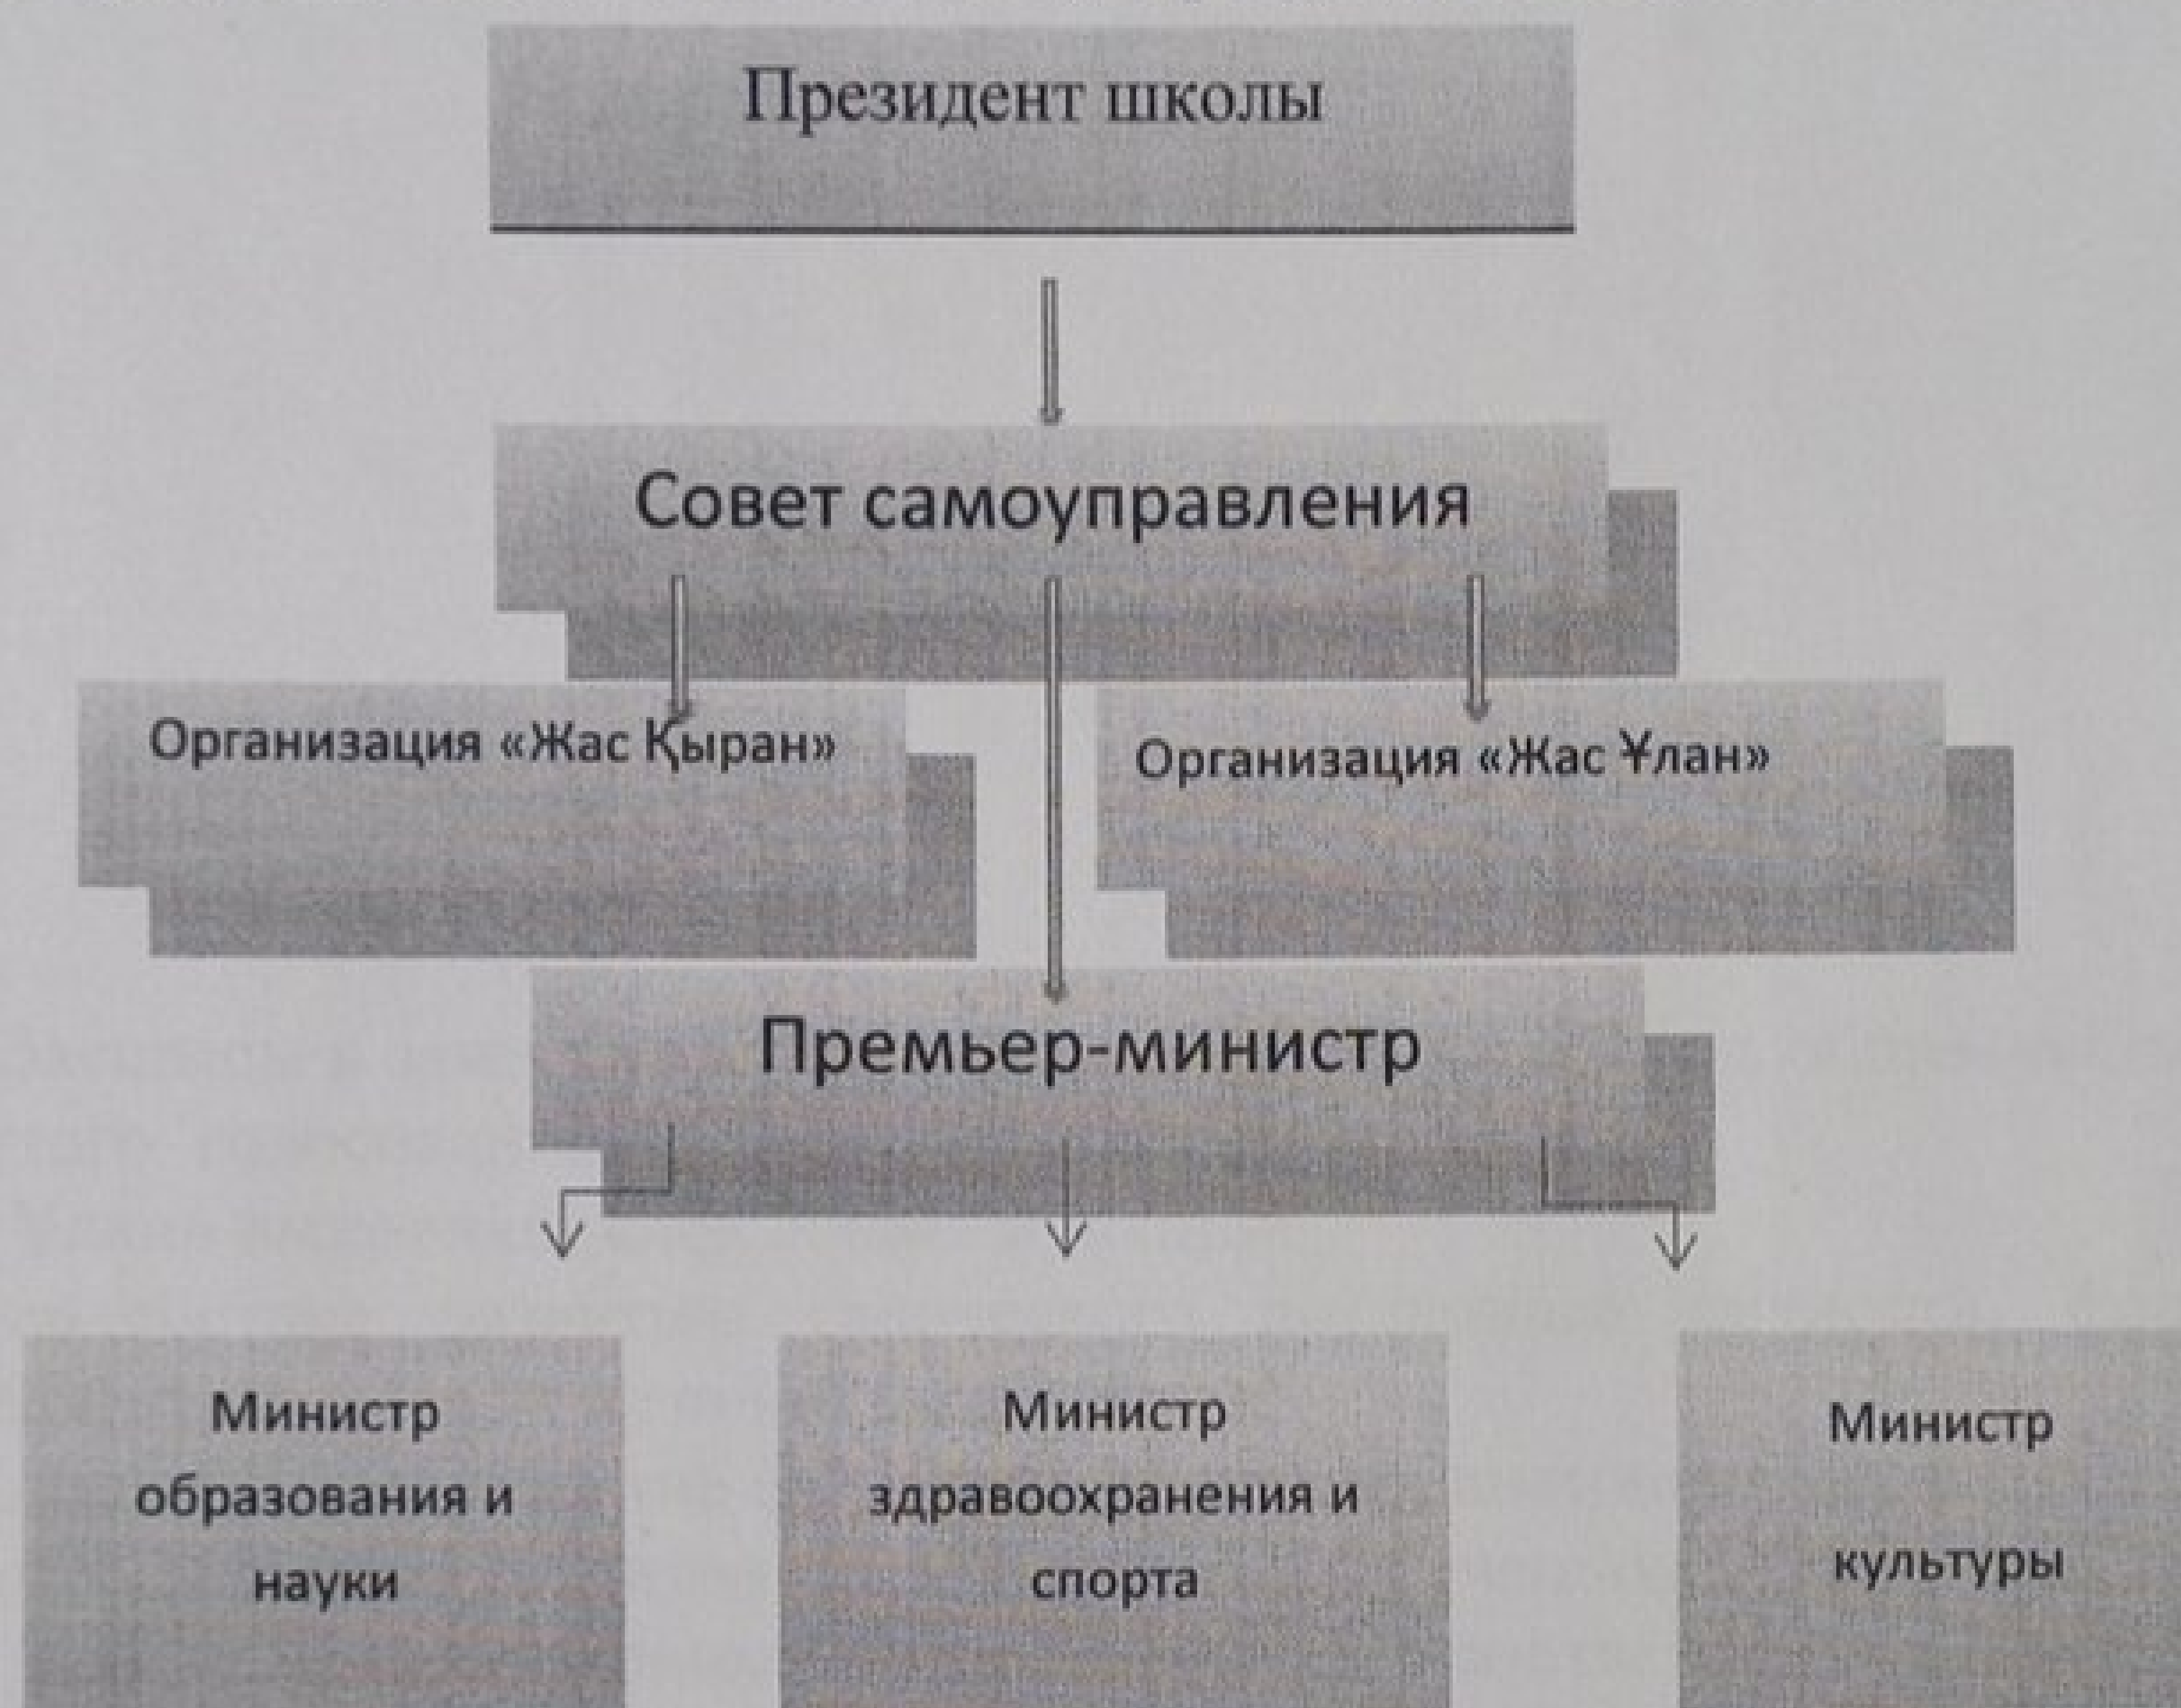 Президент школы
Совет самоуправления
Организация «Жас Қыран»
Организация «Жас Ұлан»
Премьер-министр
Министр
образования и
науки
Министр
здравоохранения и
спорта
Министр
культуры